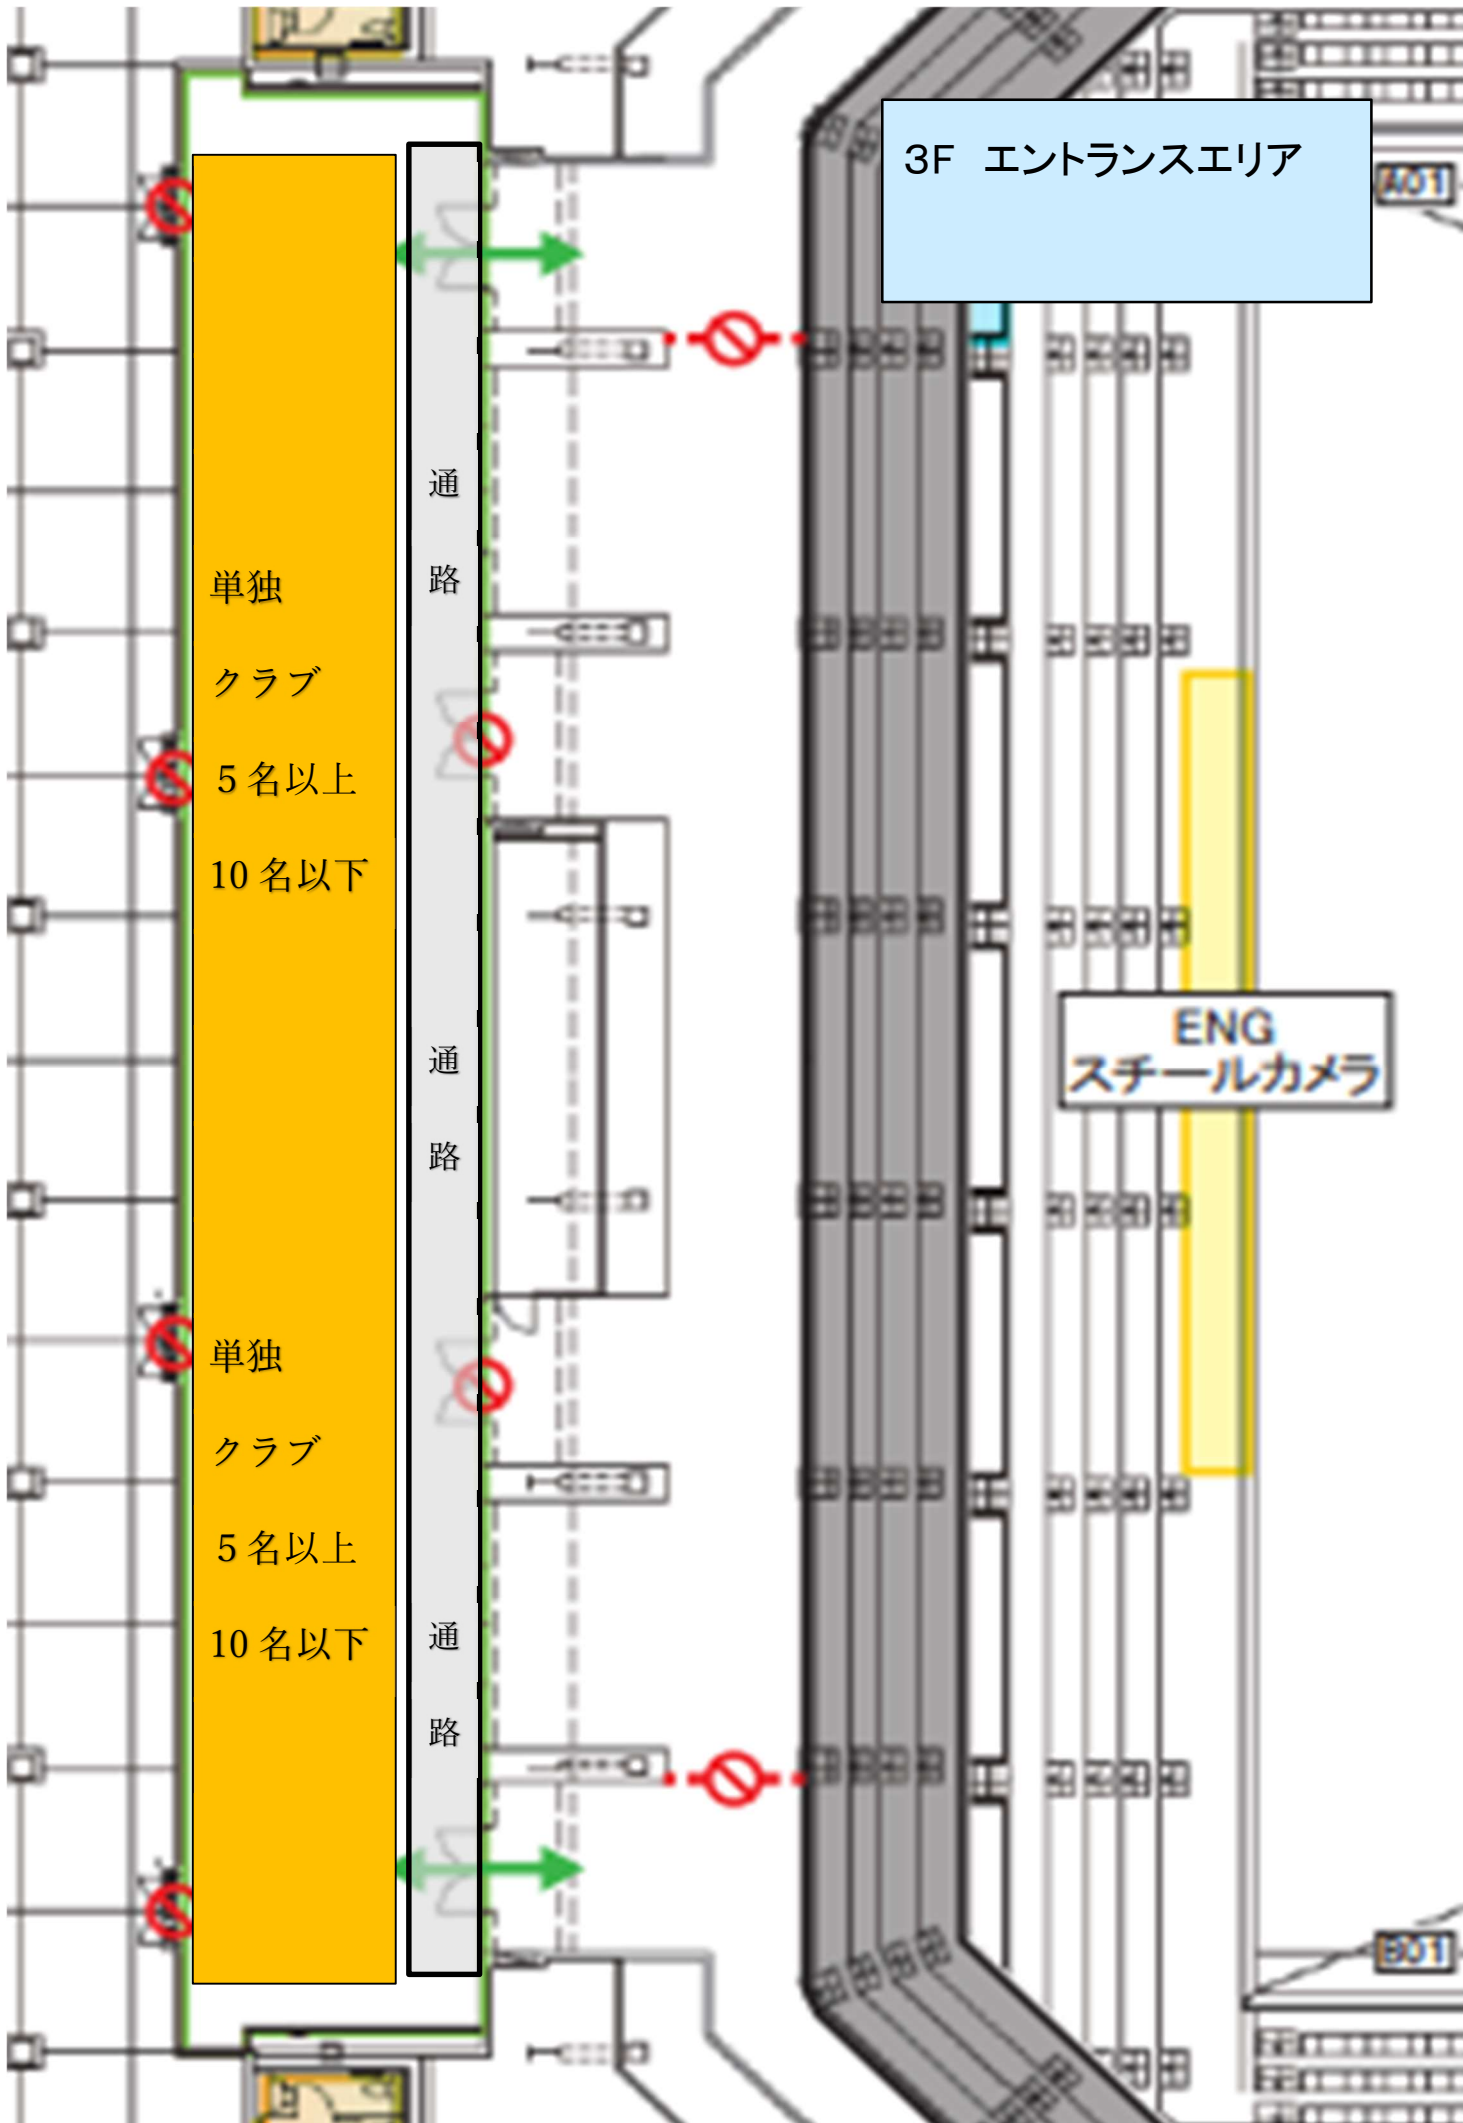 3F　エントランスエリア
A01
単独
クラブ
5名以上
10名以下
通
路
ENG
スチールカメラ
通
路
単独
クラブ
5名以上
10名以下
通
路
B01